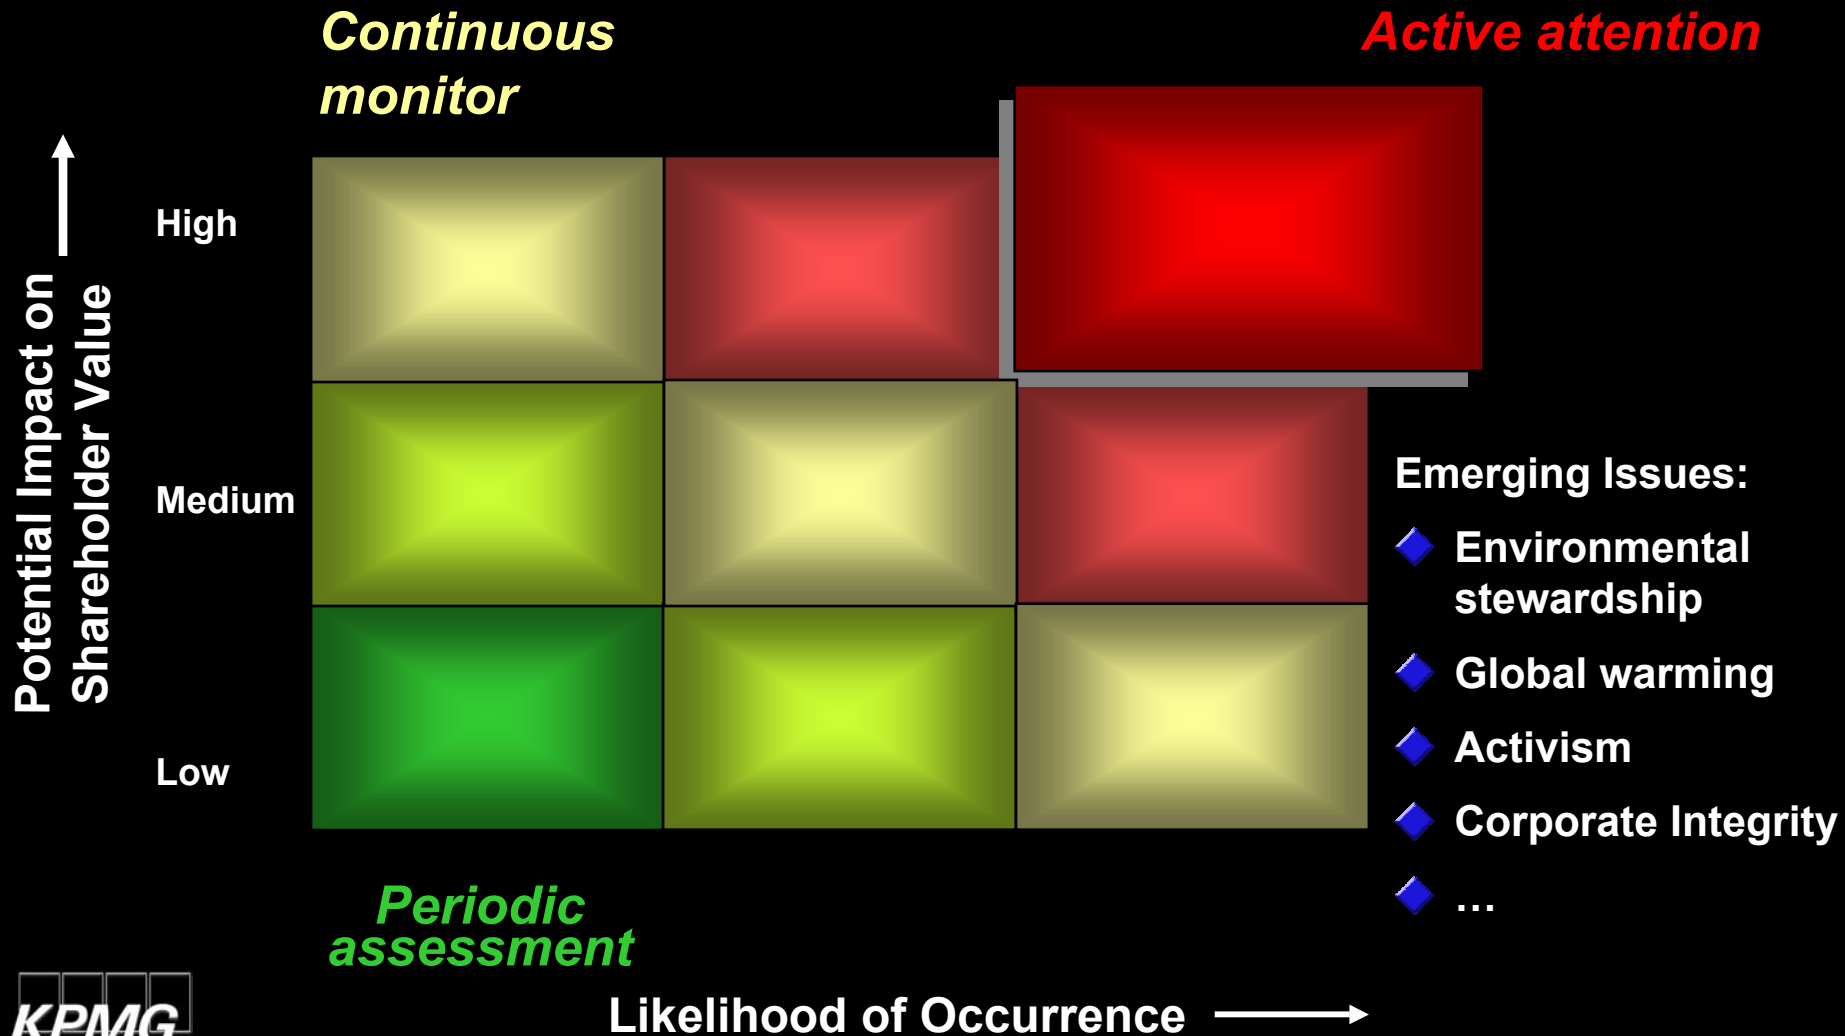 Continuous
monitor
Active attention
Potential Impact on
Shareholder Value
High
Medium
Low
Emerging Issues:
Environmental
stewardship
Global warming
Activism
Corporate Integrity
…
Periodic
assessment
Likelihood of Occurrence
KPMG